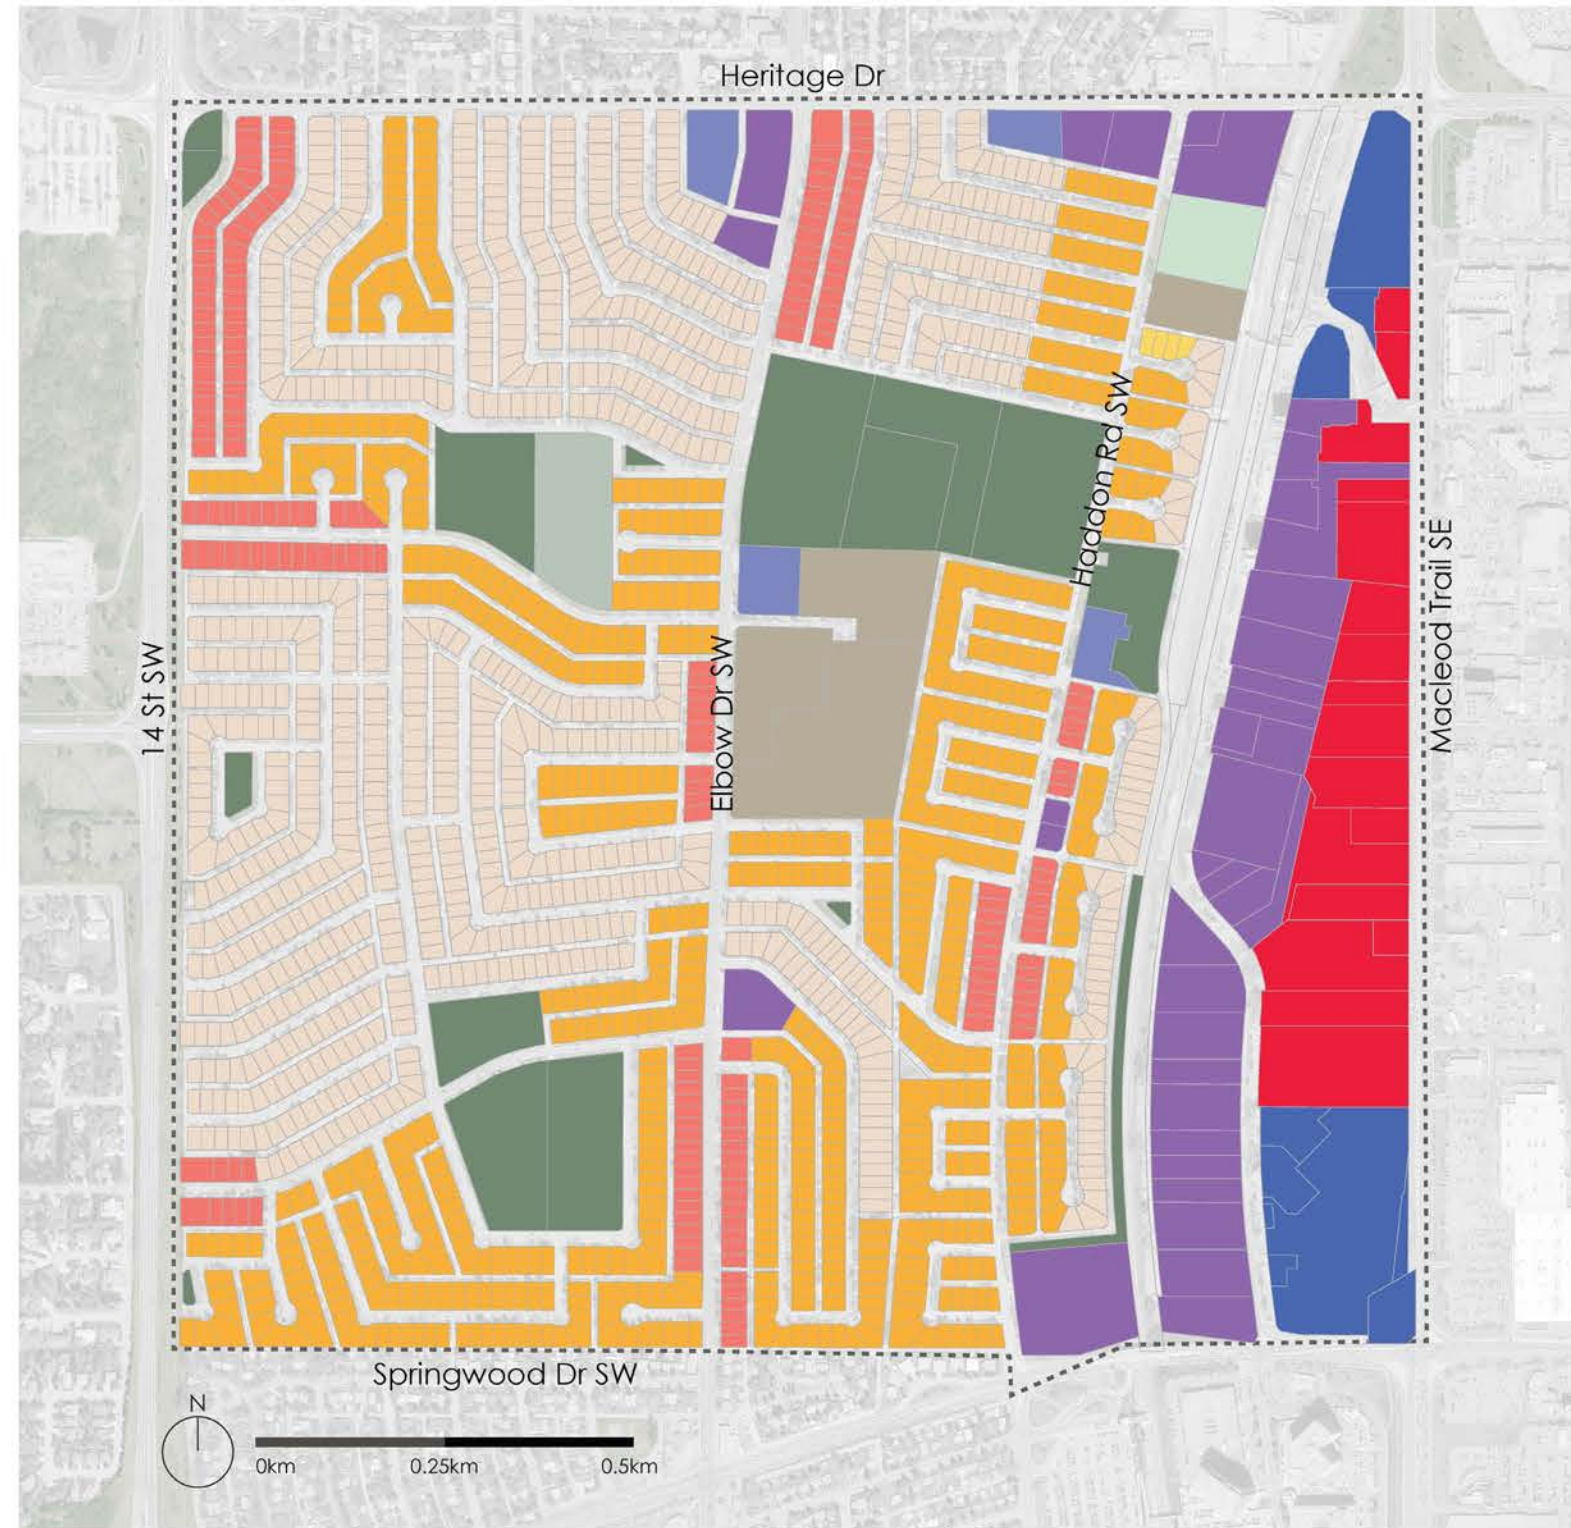 Heritage Dr
Haddon Rd SW
Macleod Trail SE
14 St SW
Elbow Dr SW
Springwood Dr SW
N
0km 0.25km 0.5km